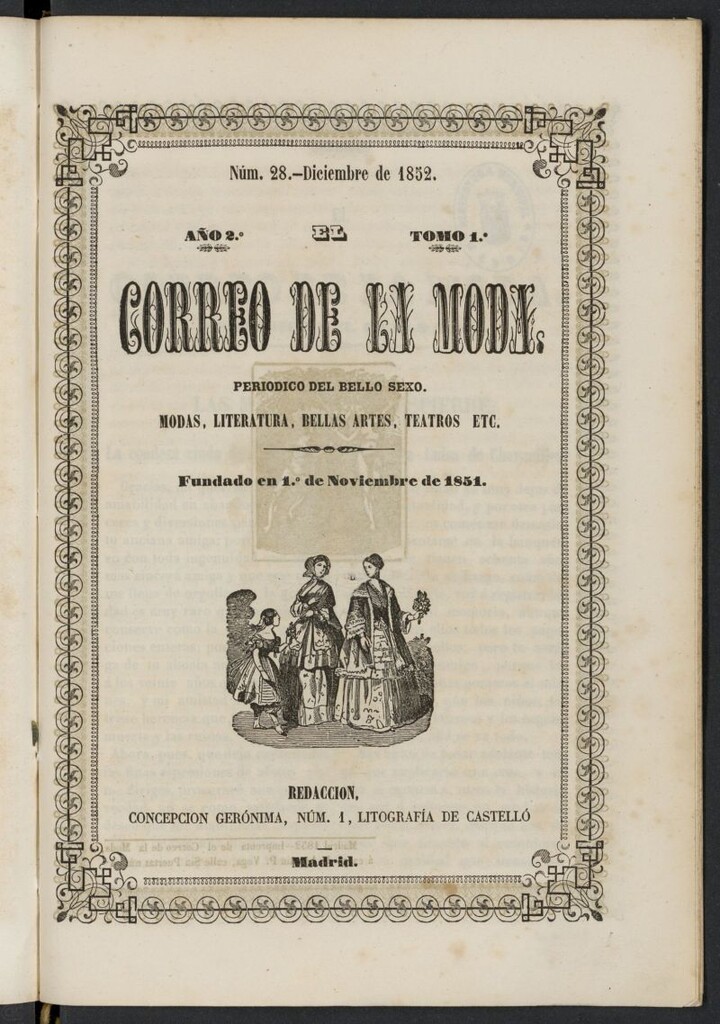 Núm. 28.—Diciembre de 1852.
AÑO 2.º EL TOMO 1.º
CORREO DE LA MODA.
PERIODICO DEL BELLO SEXO.
MODAS, LITERATURA, BELLAS ARTES, TEATROS ETC.
Fundado en 1.º de Noviembre de 1851.
REDACCION,
CONCEPCION GERÓNIMA, NÚM. 1, LITOGRAFÍA DE CASTELLÓ
Madrid.